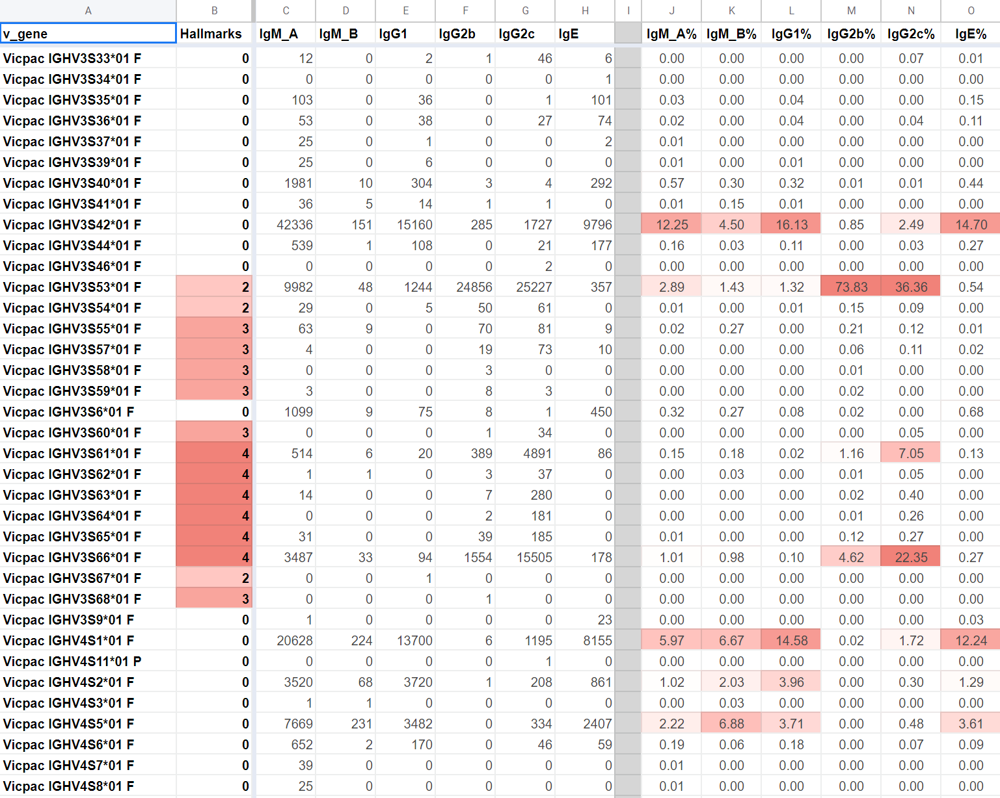 A B C D E F G H I J K L M N O
v_gene Hallmarks IgM_A IgM_B IgG1 IgG2b IgG2c IgE IgM_A% IgM_B% IgG1% IgG2b% IgG2c% IgE%
Vicpac IGHV3S33*01 F 0 12 0 2 1 46 6 0.00 0.00 0.00 0.00 0.07 0.01
Vicpac IGHV3S34*01 F 0 0 0 0 0 0 1 0.00 0.00 0.00 0.00 0.00 0.00
Vicpac IGHV3S35*01 F 0 103 0 36 0 1 101 0.03 0.00 0.04 0.00 0.00 0.15
Vicpac IGHV3S36*01 F 0 53 0 38 0 27 74 0.02 0.00 0.04 0.00 0.04 0.11
Vicpac IGHV3S37*01 F 0 25 0 1 0 0 2 0.01 0.00 0.00 0.00 0.00 0.00
Vicpac IGHV3S39*01 F 0 25 0 6 0 0 0 0.01 0.00 0.01 0.00 0.00 0.00
Vicpac IGHV3S40*01 F 0 1981 10 304 3 4 292 0.57 0.30 0.32 0.01 0.01 0.44
Vicpac IGHV3S41*01 F 0 36 5 14 1 1 0 0.01 0.15 0.01 0.00 0.00 0.00
Vicpac IGHV3S42*01 F 0 42336 151 15160 285 1727 9796 12.25 4.50 16.13 0.85 2.49 14.70
Vicpac IGHV3S44*01 F 0 539 1 108 0 21 177 0.16 0.03 0.11 0.00 0.03 0.27
Vicpac IGHV3S46*01 F 0 0 0 0 0 2 0 0.00 0.00 0.00 0.00 0.00 0.00
Vicpac IGHV3S53*01 F 2 9982 48 1244 24856 25227 357 2.89 1.43 1.32 73.83 36.36 0.54
Vicpac IGHV3S54*01 F 2 29 0 5 50 61 0 0.01 0.00 0.01 0.15 0.09 0.00
Vicpac IGHV3S55*01 F 3 63 9 0 70 81 9 0.02 0.27 0.00 0.21 0.12 0.01
Vicpac IGHV3S57*01 F 3 4 0 0 19 73 10 0.00 0.00 0.00 0.06 0.11 0.02
Vicpac IGHV3S58*01 F 3 0 0 0 3 0 0 0.00 0.00 0.00 0.01 0.00 0.00
Vicpac IGHV3S59*01 F 3 3 0 0 8 3 0 0.00 0.00 0.00 0.02 0.00 0.00
Vicpac IGHV3S6*01 F 0 1099 9 75 8 1 450 0.32 0.27 0.08 0.02 0.00 0.68
Vicpac IGHV3S60*01 F 3 0 0 0 1 34 0 0.00 0.00 0.00 0.00 0.05 0.00
Vicpac IGHV3S61*01 F 4 514 6 20 389 4891 86 0.15 0.18 0.02 1.16 7.05 0.13
Vicpac IGHV3S62*01 F 4 1 1 0 3 37 0 0.00 0.03 0.00 0.01 0.05 0.00
Vicpac IGHV3S63*01 F 4 14 0 0 7 280 0 0.00 0.00 0.00 0.02 0.40 0.00
Vicpac IGHV3S64*01 F 4 0 0 0 2 181 0 0.00 0.00 0.00 0.01 0.26 0.00
Vicpac IGHV3S65*01 F 4 31 0 0 39 185 0 0.01 0.00 0.00 0.12 0.27 0.00
Vicpac IGHV3S66*01 F 4 3487 33 94 1554 15505 178 1.01 0.98 0.10 4.62 22.35 0.27
Vicpac IGHV3S67*01 F 2 0 0 1 0 0 0 0.00 0.00 0.00 0.00 0.00 0.00
Vicpac IGHV3S68*01 F 3 0 0 0 1 0 0 0.00 0.00 0.00 0.00 0.00 0.00
Vicpac IGHV3S9*01 F 0 1 0 0 0 0 23 0.00 0.00 0.00 0.00 0.00 0.03
Vicpac IGHV4S1*01 F 0 20628 224 13700 6 1195 8155 5.97 6.67 14.58 0.02 1.72 12.24
Vicpac IGHV4S11*01 P 0 0 0 0 0 1 0 0.00 0.00 0.00 0.00 0.00 0.00
Vicpac IGHV4S2*01 F 0 3520 68 3720 1 208 861 1.02 2.03 3.96 0.00 0.30 1.29
Vicpac IGHV4S3*01 F 0 1 1 0 0 0 0 0.00 0.03 0.00 0.00 0.00 0.00
Vicpac IGHV4S5*01 F 0 7669 231 3482 0 334 2407 2.22 6.88 3.71 0.00 0.48 3.61
Vicpac IGHV4S6*01 F 0 652 2 170 0 46 59 0.19 0.06 0.18 0.00 0.07 0.09
Vicpac IGHV4S7*01 F 0 39 0 0 0 0 0 0.01 0.00 0.00 0.00 0.00 0.00
Vicpac IGHV4S8*01 F 0 25 0 0 0 0 0 0.01 0.00 0.00 0.00 0.00 0.00